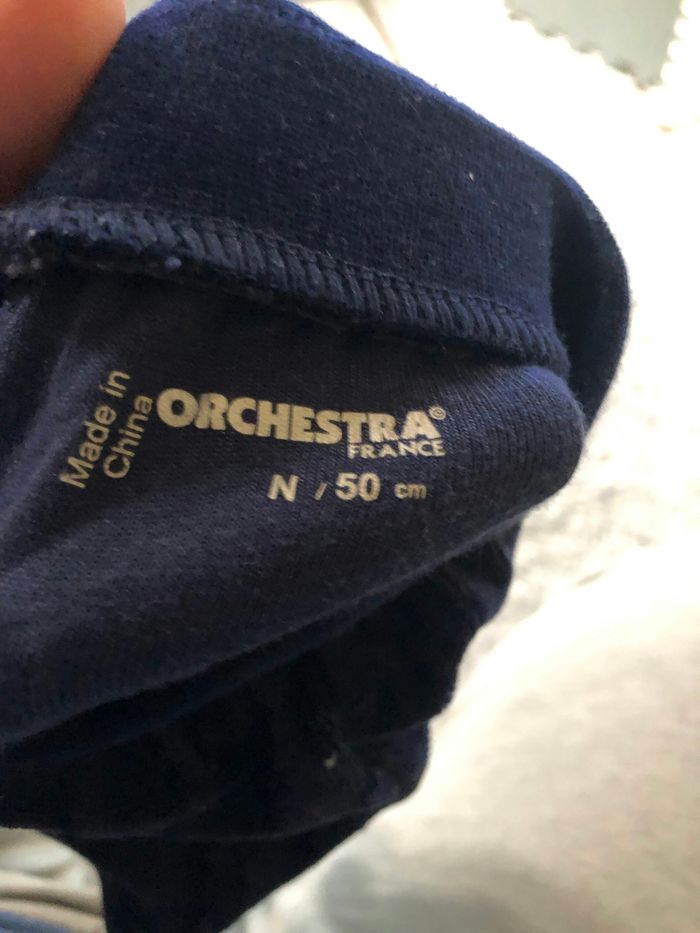 Made in
China
ORCHESTRA©
FRANCE
N / 50 cm